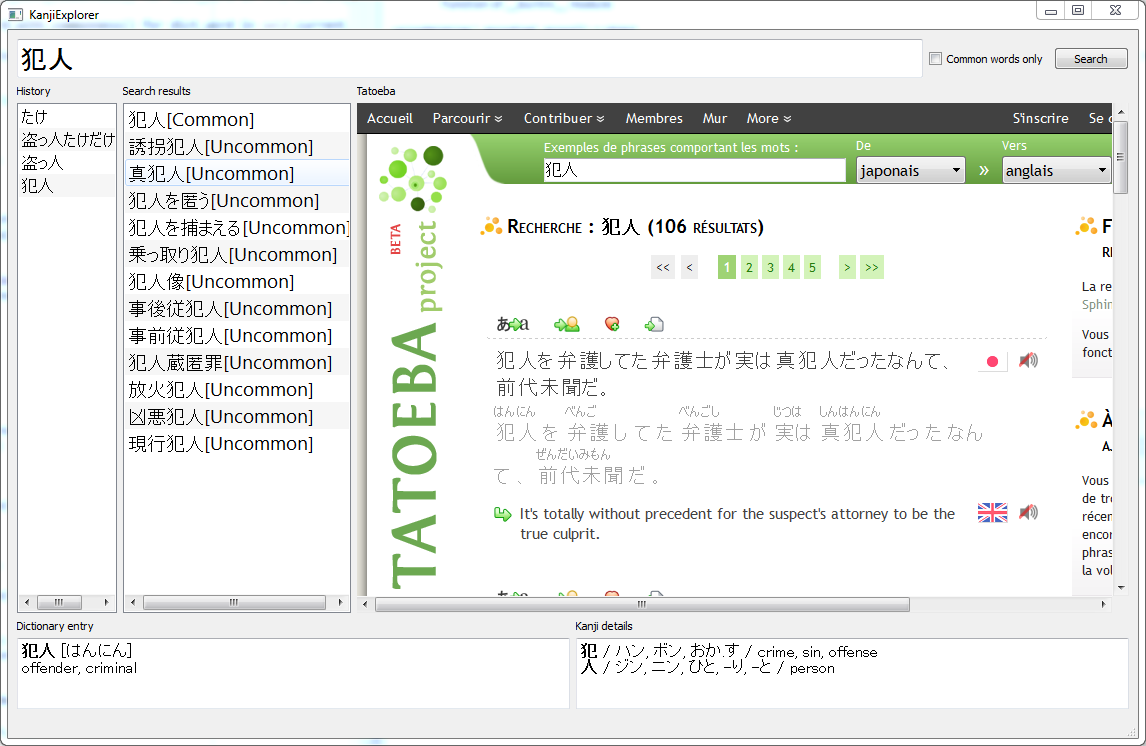 KanjiExplorer
犯人
Common words only
Search
History
Search results
Tatoeba
たけ
盗っ人たけだけ
盗っ人
犯人
犯人[Common]
誘拐犯人[Uncommon]
真犯人[Uncommon]
犯人を匿う[Uncommon]
犯人を捕まえる[Uncommon]
乗っ取り犯人[Uncommon]
犯人像[Uncommon]
事後従犯人[Uncommon]
事前従犯人[Uncommon]
犯人蔵匿罪[Uncommon]
放火犯人[Uncommon]
凶悪犯人[Uncommon]
現行犯人[Uncommon]
Accueil Parcourir Contribuer Membres Mur More S'inscrire Se c
Exemples de phrases comportant les mots : De Vers
犯人 japonais » anglais
TATOEBA project BETA
Recherche : 犯人 (106 résultats)
<< < 1 2 3 4 5 > >>
あ a
犯人を弁護してた弁護士が実は真犯人だったなんて、
前代未聞だ。
はんにん べんご べんごし じつは しんはんにん
犯人を弁護してた弁護士が実は真犯人だったなん
ぜんだいみもん
て、前代未聞だ。
It's totally without precedent for the suspect's attorney to be the
true culprit.
F
RE
La re
Sphin
Vous
fonct
À
A.
Vous
de tro
récen
encor
phras
la vol
Dictionary entry
犯人 [はんにん]
offender, criminal
Kanji details
犯 / ハン, ボン, おか.す / crime, sin, offense
人 / ジン, ニン, ひと, -り, -と / person